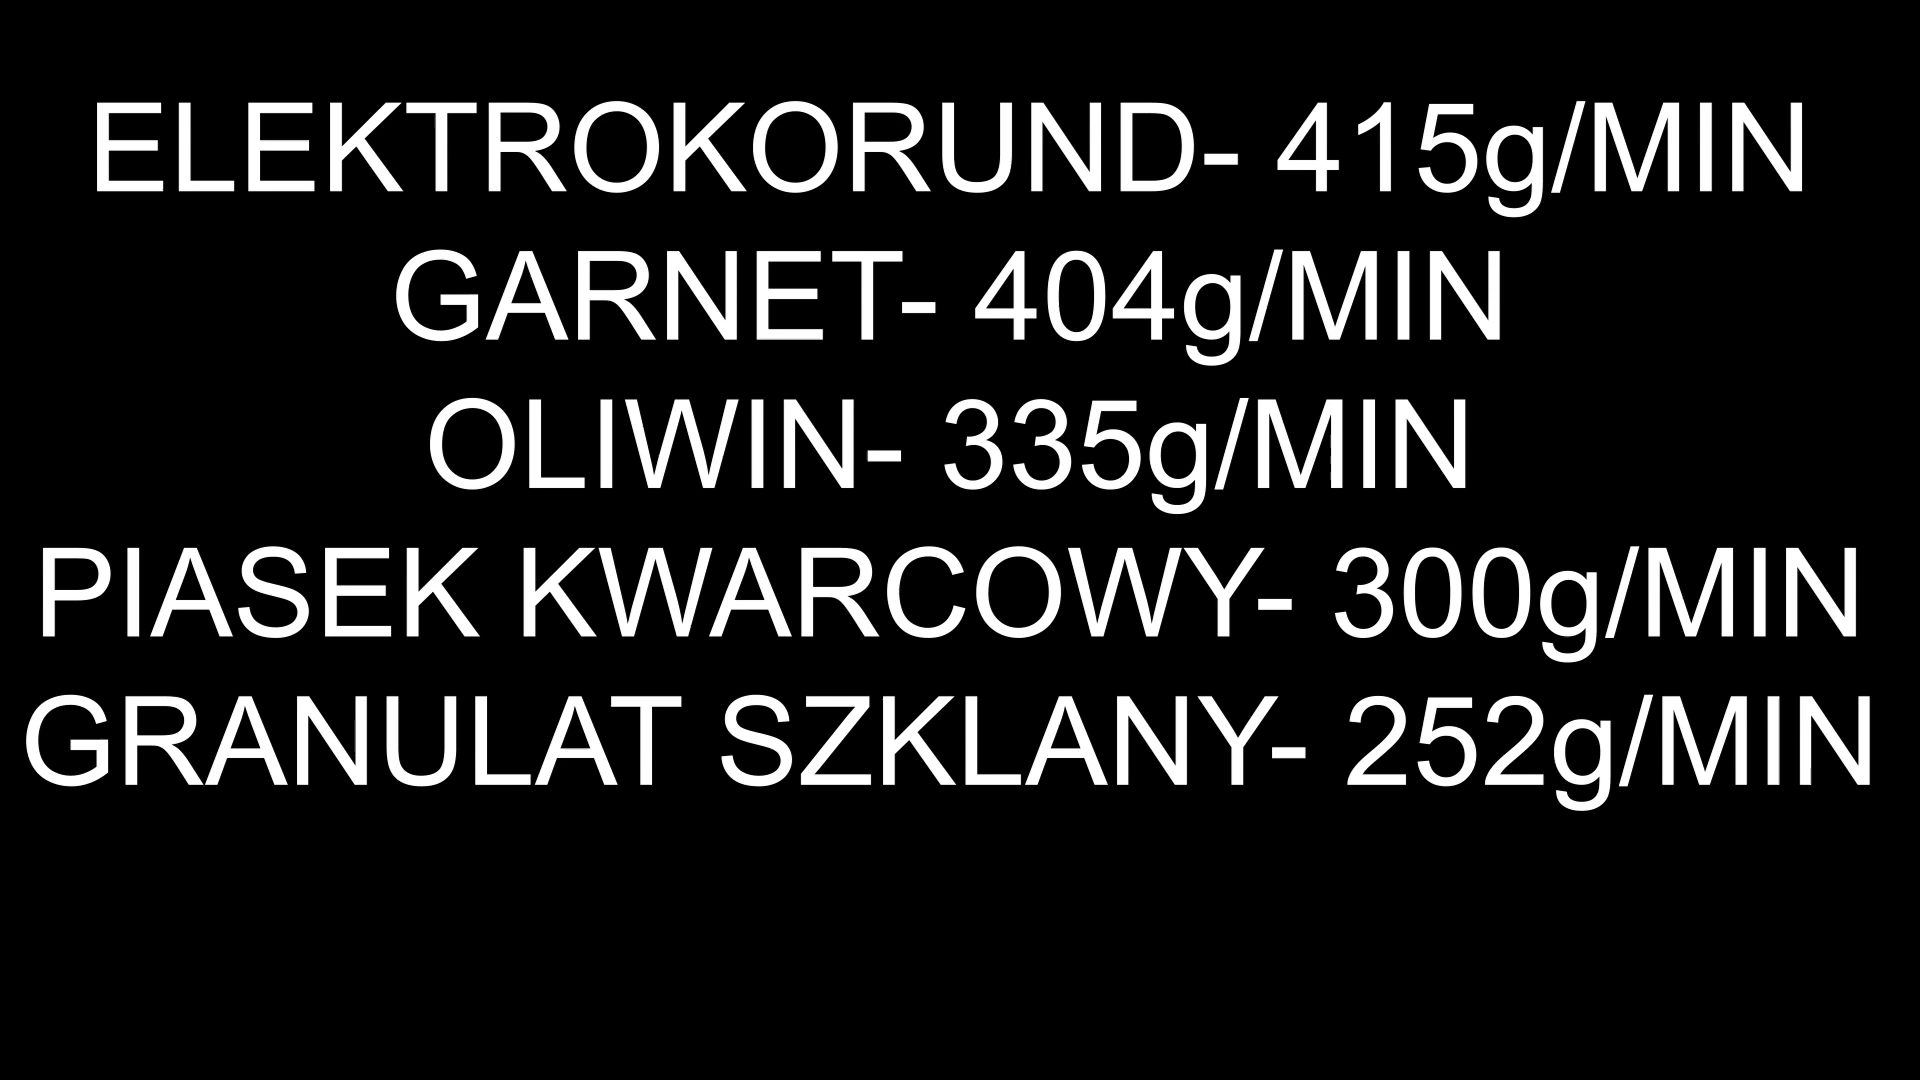 ELEKTROKORUND- 415g/MIN
GARNET- 404g/MIN
OLIWIN- 335g/MIN
PIASEK KWARCOWY- 300g/MIN
GRANULAT SZKLANY- 252g/MIN